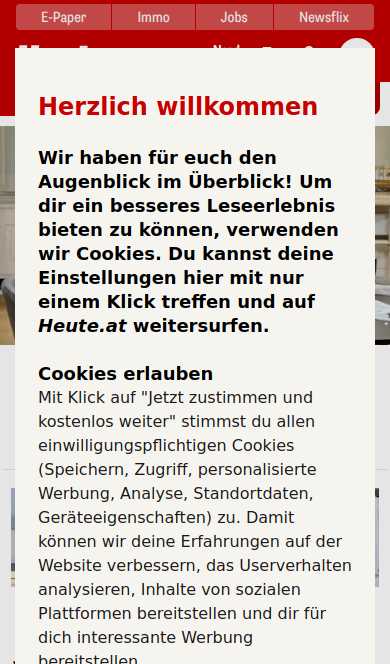 E-Paper Immo Jobs Newsflix
Herzlich willkommen
Wir haben für euch den
Augenblick im Überblick! Um
dir ein besseres Leseerlebnis
bieten zu können, verwenden
wir Cookies. Du kannst deine
Einstellungen hier mit nur
einem Klick treffen und auf
Heute.at weitersurfen.
Cookies erlauben
Mit Klick auf "Jetzt zustimmen und
kostenlos weiter" stimmst du allen
einwilligungspflichtigen Cookies
(Speichern, Zugriff, personalisierte
Werbung, Analyse, Standortdaten,
Geräteeigenschaften) zu. Damit
können wir deine Erfahrungen auf der
Website verbessern, das Userverhalten
analysieren, Inhalte von sozialen
Plattformen bereitstellen und dir für
dich interessante Werbung
bereitstellen